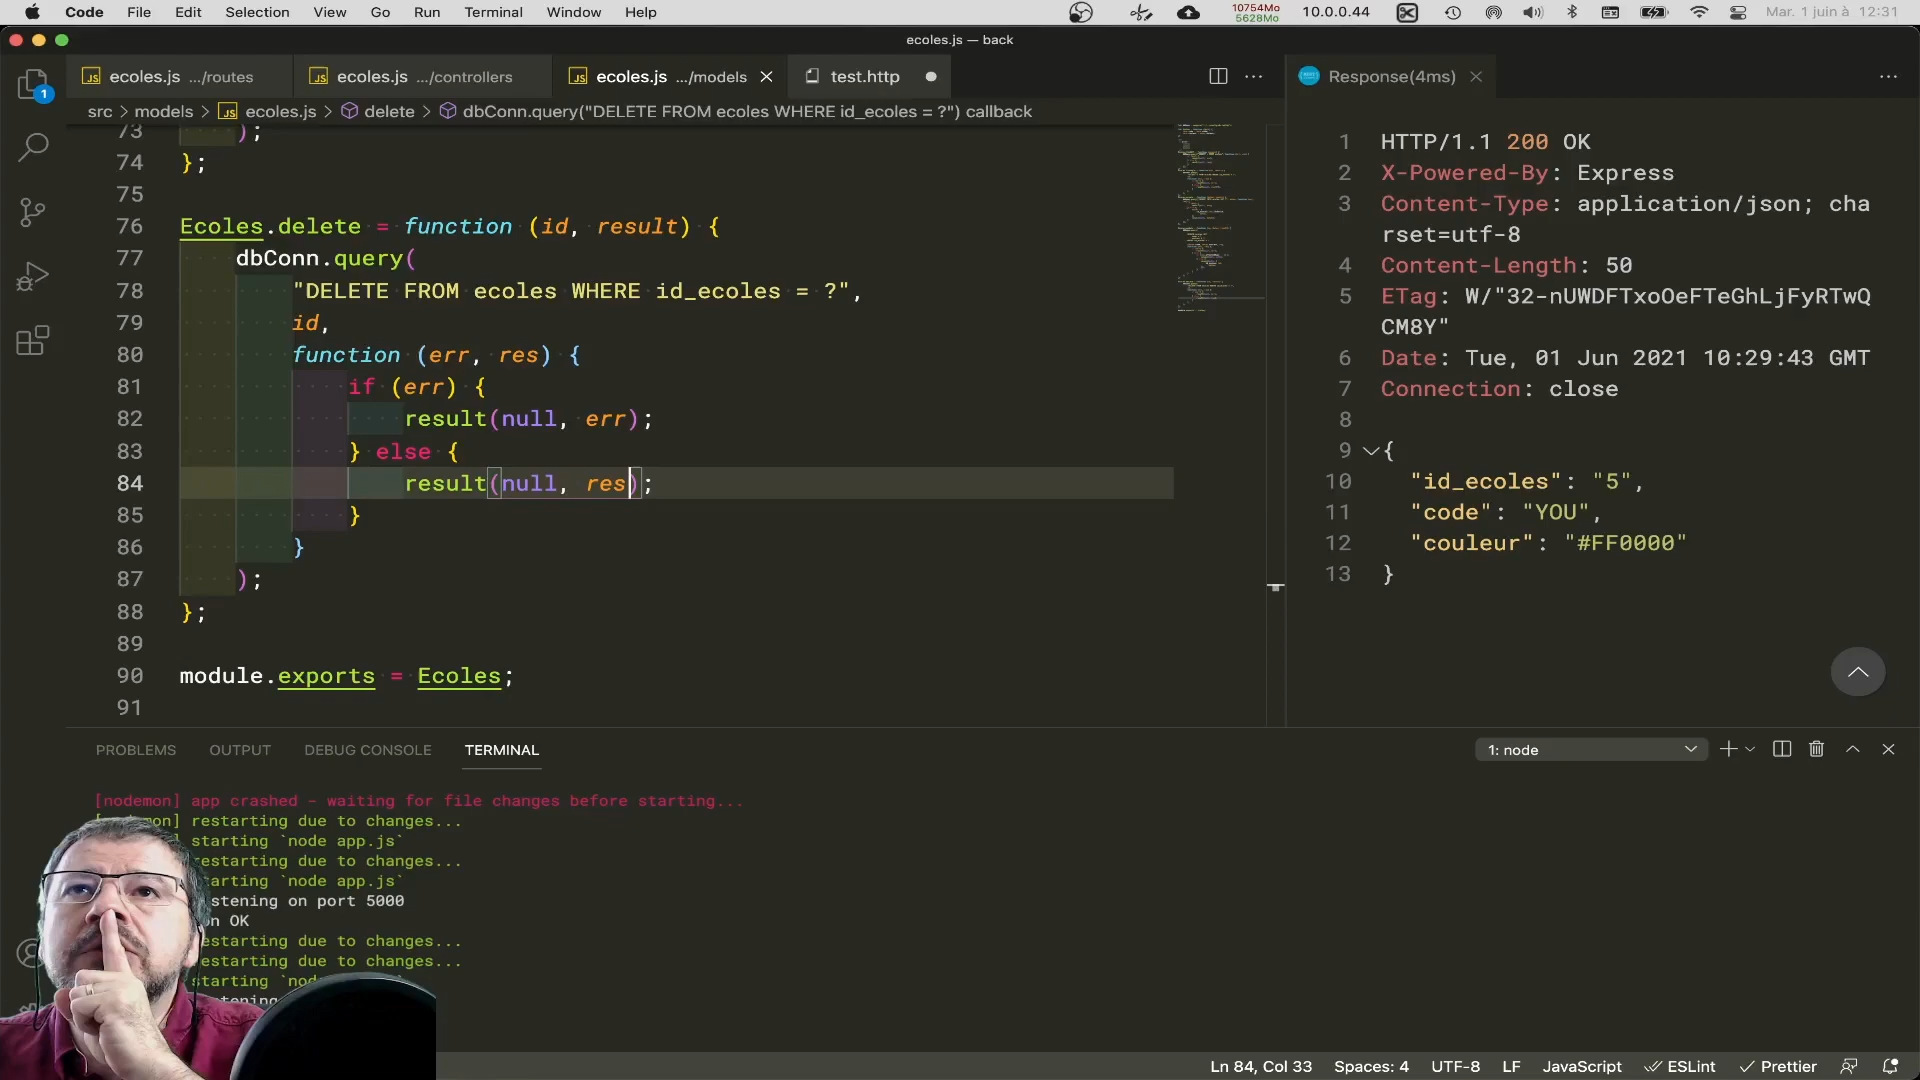 Code File Edit Selection View Go Run Terminal Window Help 10754Mo 5628Mo 10.0.0.44 Mar. 1 juin à 12:31
ecoles.js — back
JS ecoles.js .../routes JS ecoles.js .../controllers JS ecoles.js .../models test.http Response(4ms)
1
src > models > JS ecoles.js > delete > dbConn.query("DELETE FROM ecoles WHERE id_ecoles = ?") callback
73 );
74 };
75
76 Ecoles.delete = function (id, result) {
77 dbConn.query(
78 "DELETE FROM ecoles WHERE id_ecoles = ?",
79 id,
80 function (err, res) {
81 if (err) {
82 result(null, err);
83 } else {
84 result(null, res);
85 }
86 }
87 );
88 };
89
90 module.exports = Ecoles;
91
1 HTTP/1.1 200 OK
2 X-Powered-By: Express
3 Content-Type: application/json; cha
rset=utf-8
4 Content-Length: 50
5 ETag: W/"32-nUWDFTxoOeFTeGhLjFyRTwQ
CM8Y"
6 Date: Tue, 01 Jun 2021 10:29:43 GMT
7 Connection: close
8
9 {
10 "id_ecoles": "5",
11 "code": "YOU",
12 "couleur": "#FF0000"
13 }
PROBLEMS OUTPUT DEBUG CONSOLE TERMINAL 1: node
[nodemon] app crashed - waiting for file changes before starting...
restarting due to changes...
starting `node app.js`
restarting due to changes...
starting `node app.js`
stening on port 5000
on OK
restarting due to changes...
restarting due to changes...
starting
Ln 84, Col 33 Spaces: 4 UTF-8 LF JavaScript ESLint Prettier